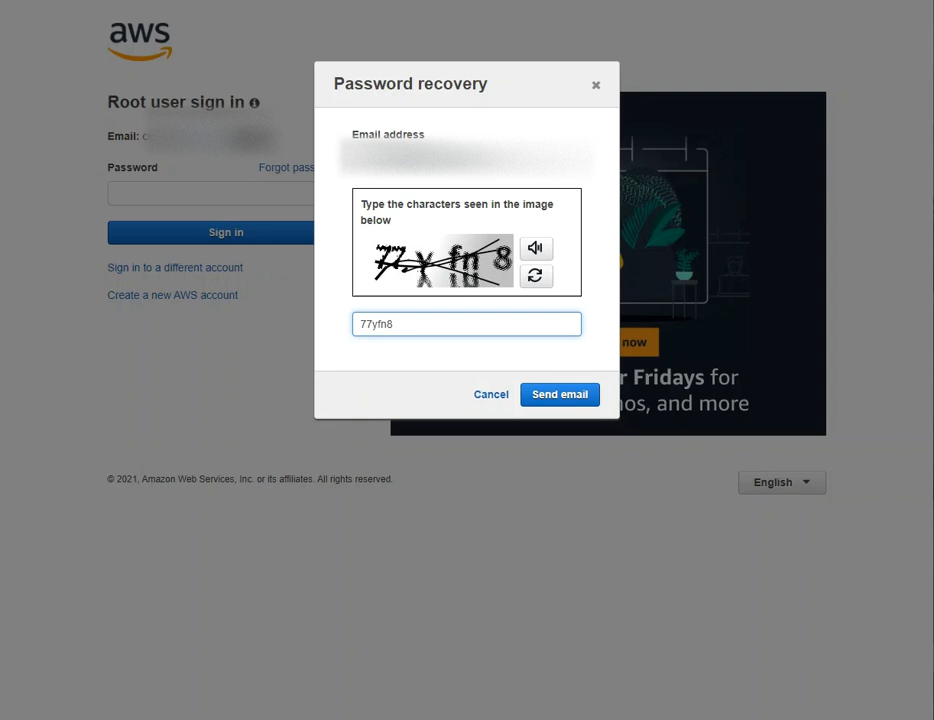 aws
Root user sign in
Email:
Password
Forgot pass
Sign in
Sign in to a different account
Create a new AWS account
Password recovery
Email address
Type the characters seen in the image
below
77yfn8
Cancel
Send email
now
r Fridays for
os, and more
© 2021, Amazon Web Services, Inc. or its affiliates. All rights reserved.
English